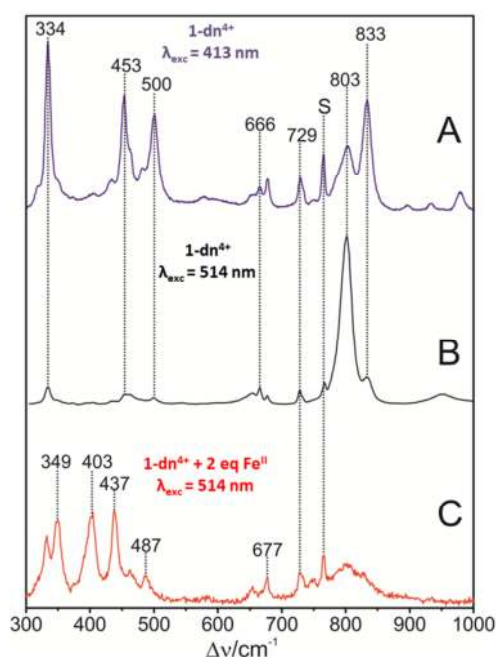 334
1-dn⁴⁺
λexc = 413 nm
453
500
666
729
S
803
833
A
1-dn⁴⁺
λexc = 514 nm
B
1-dn⁴⁺ + 2 eq Feᴵᴵ
λexc = 514 nm
349
403
437
487
677
C
300 400 500 600 700 800 900 1000
Δν/cm⁻¹